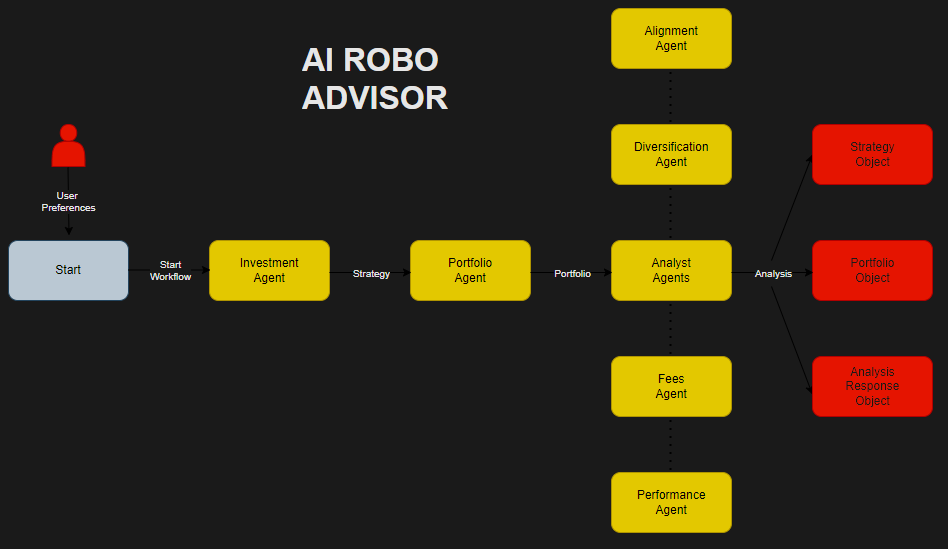 AI ROBO
ADVISOR
Alignment
Agent
Diversification
Agent
Strategy
Object
User
Preferences
Start
Start
Workflow
Investment
Agent
Strategy
Portfolio
Agent
Portfolio
Analyst
Agents
Analysis
Portfolio
Object
Fees
Agent
Analysis
Response
Object
Performance
Agent